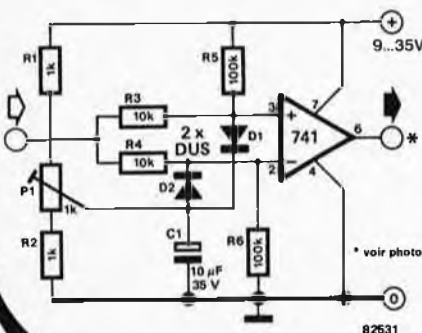 R1
1k
R5
100k
+
9...35V
R3
10k
R4
10k
2 x
DUS
D1
3
+
741
7
6
*
2
−
4
P1
1k
D2
R2
1k
C1
10 µF
35 V
R6
100k
* voir photo
0
82531